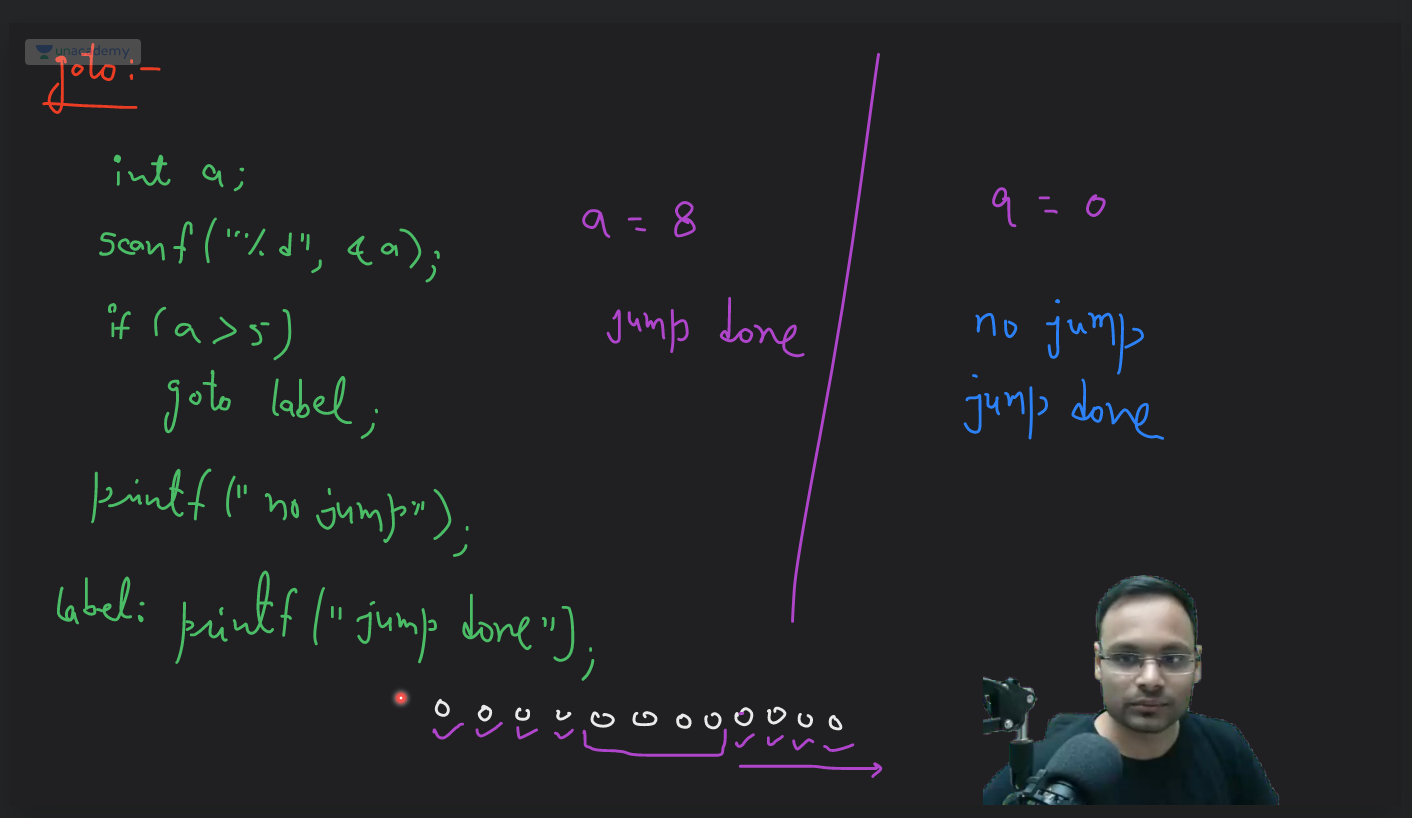 unacademy
goto :-
int a;
scanf("%d", &a);
if (a > 5)
goto label;
printf("no jump");
label: printf("jump done");
a = 8
jump done
a = 0
no jump
jump done